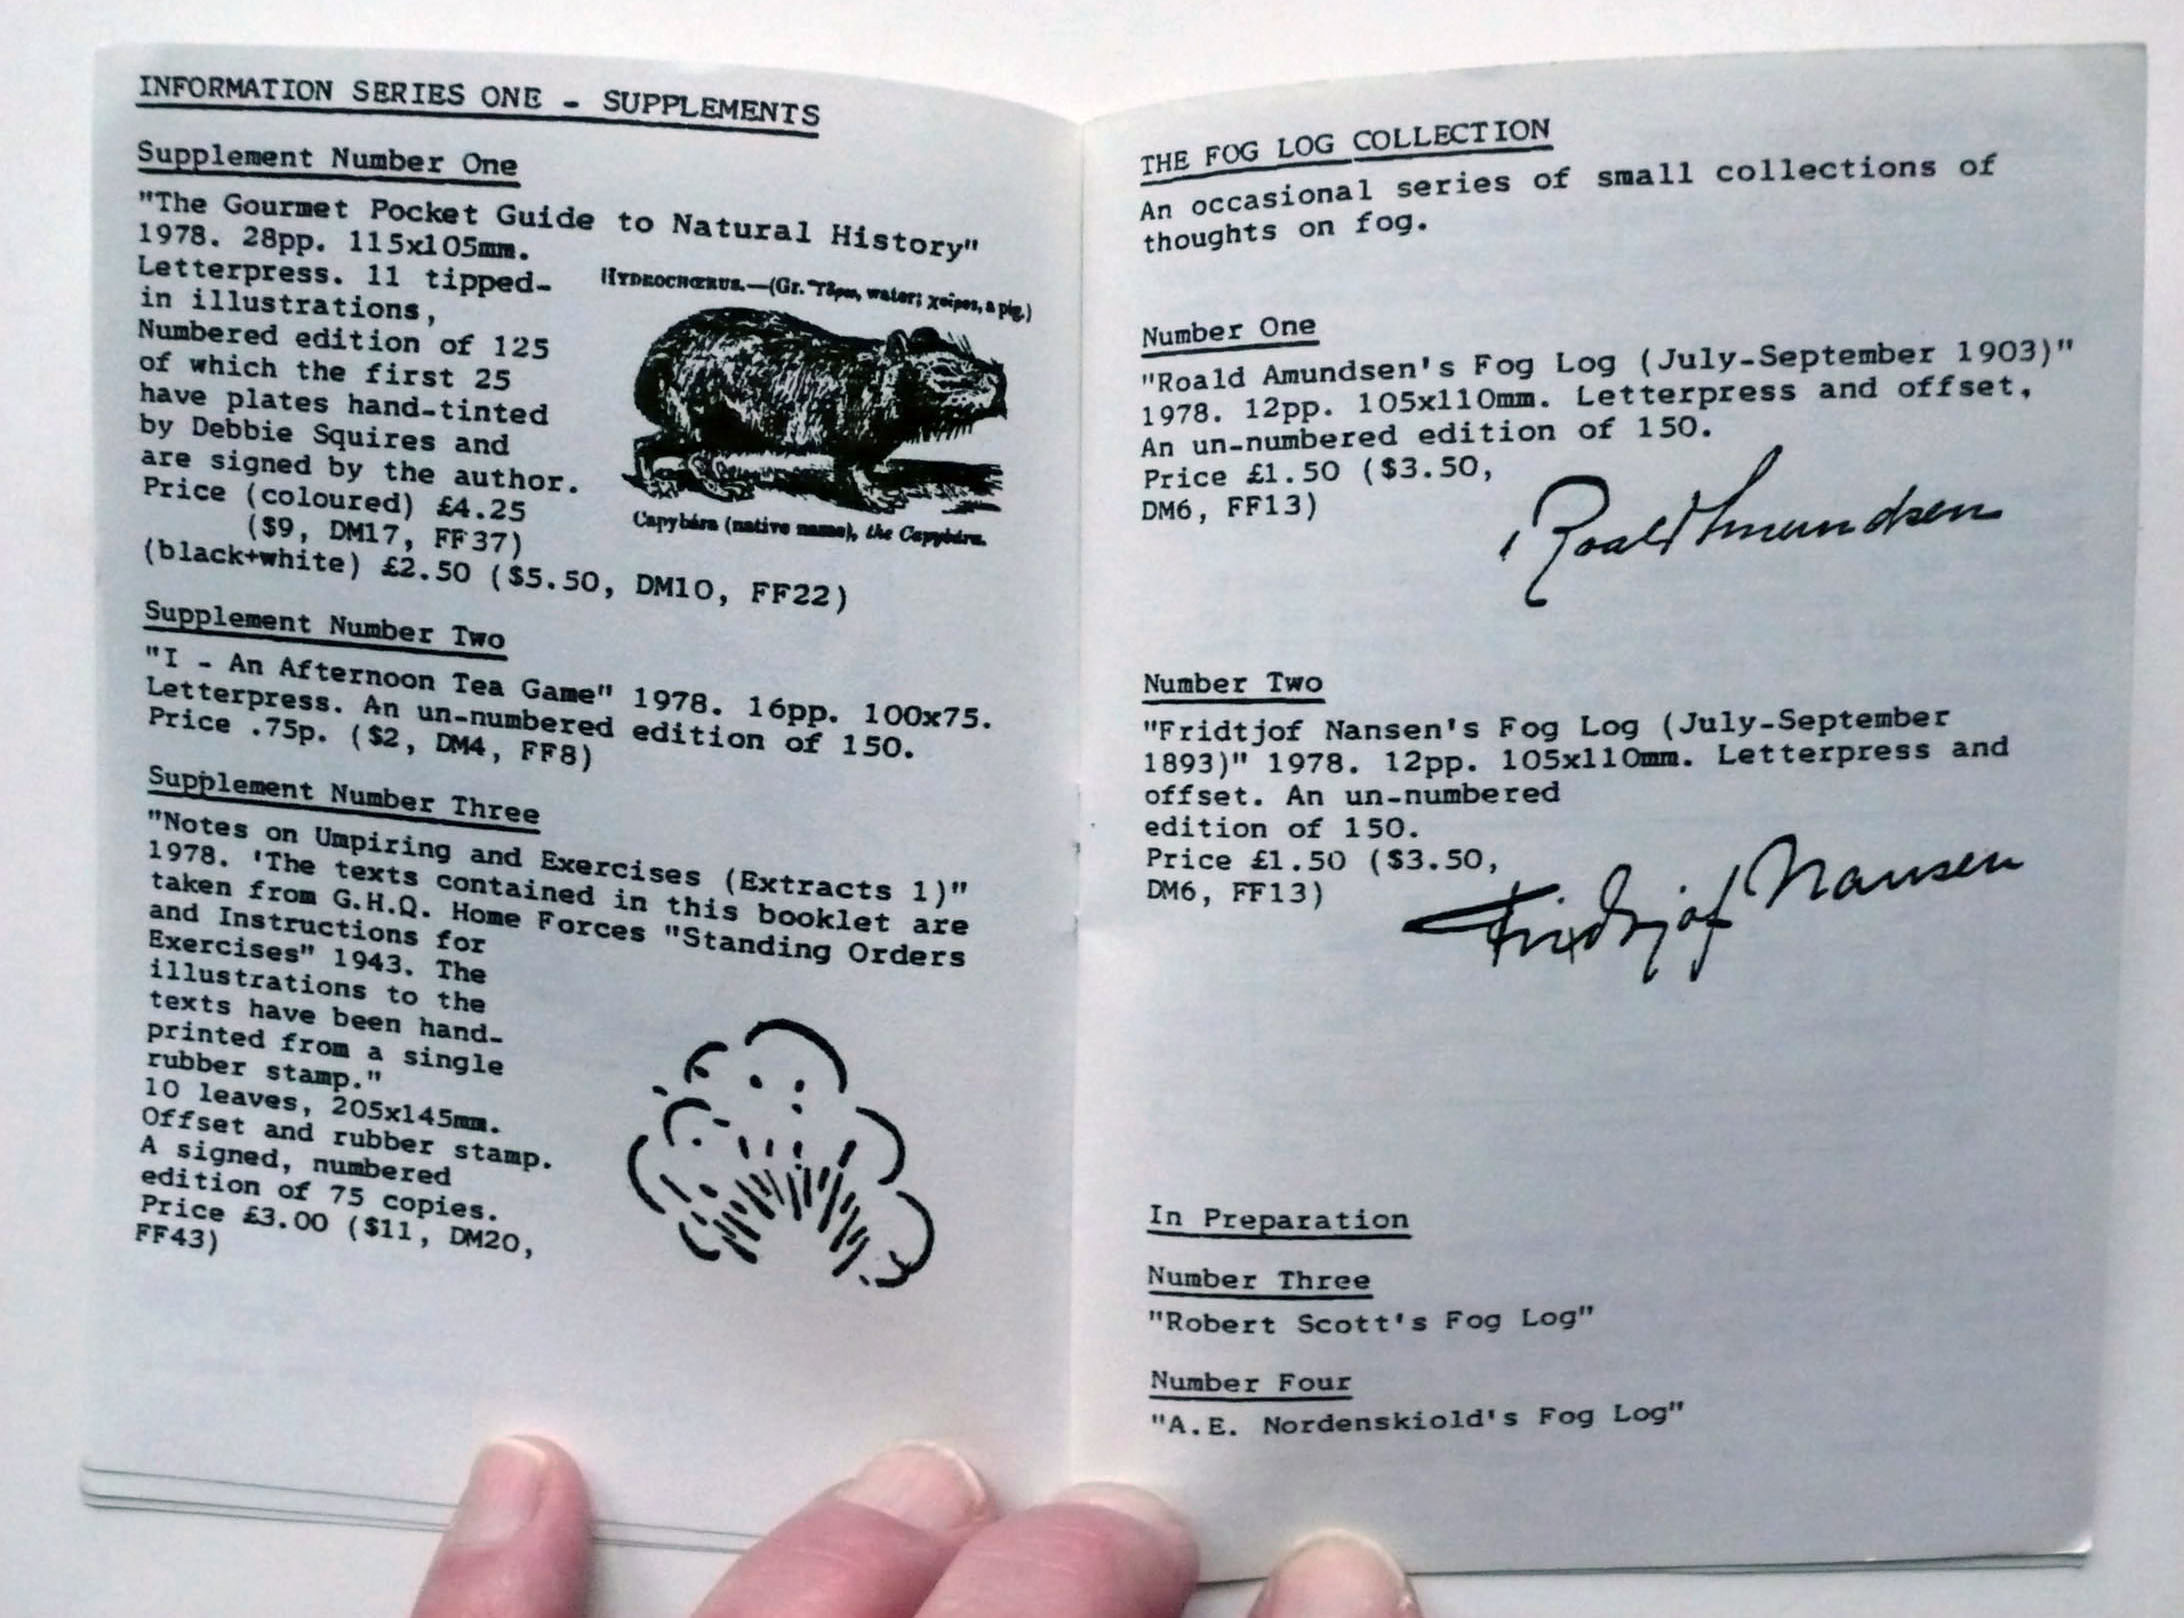 INFORMATION SERIES ONE - SUPPLEMENTS
Supplement Number One
"The Gourmet Pocket Guide to Natural History"
1978. 28pp. 115x105mm.
Letterpress. 11 tipped-
in illustrations,
Numbered edition of 125
of which the first 25
have plates hand-tinted
by Debbie Squires and
are signed by the author.
Price (coloured) £4.25
($9, DM17, FF37)
(black+white) £2.50 ($5.50, DM10, FF22)
HYDROCHŒRUS.—(Gr. water; a pig.)
Capybára (native name), the Capybára.
Supplement Number Two
"I - An Afternoon Tea Game" 1978. 16pp. 100x75.
Letterpress. An un-numbered edition of 150.
Price .75p. ($2, DM4, FF8)
Supplement Number Three
"Notes on Umpiring and Exercises (Extracts 1)"
1978. 'The texts contained in this booklet are
taken from G.H.Q. Home Forces "Standing Orders
and Instructions for
Exercises" 1943. The
illustrations to the
texts have been hand-
printed from a single
rubber stamp."
10 leaves, 205x145mm.
Offset and rubber stamp.
A signed, numbered
edition of 75 copies.
Price £3.00 ($11, DM20,
FF43)
THE FOG LOG COLLECTION
An occasional series of small collections of
thoughts on fog.
Number One
"Roald Amundsen's Fog Log (July-September 1903)"
1978. 12pp. 105x110mm. Letterpress and offset,
An un-numbered edition of 150.
Price £1.50 ($3.50,
DM6, FF13)
Roald Amundsen
Number Two
"Fridtjof Nansen's Fog Log (July-September
1893)" 1978. 12pp. 105x110mm. Letterpress and
offset. An un-numbered
edition of 150.
Price £1.50 ($3.50,
DM6, FF13)
Fridtjof Nansen
In Preparation
Number Three
"Robert Scott's Fog Log"
Number Four
"A.E. Nordenskiold's Fog Log"